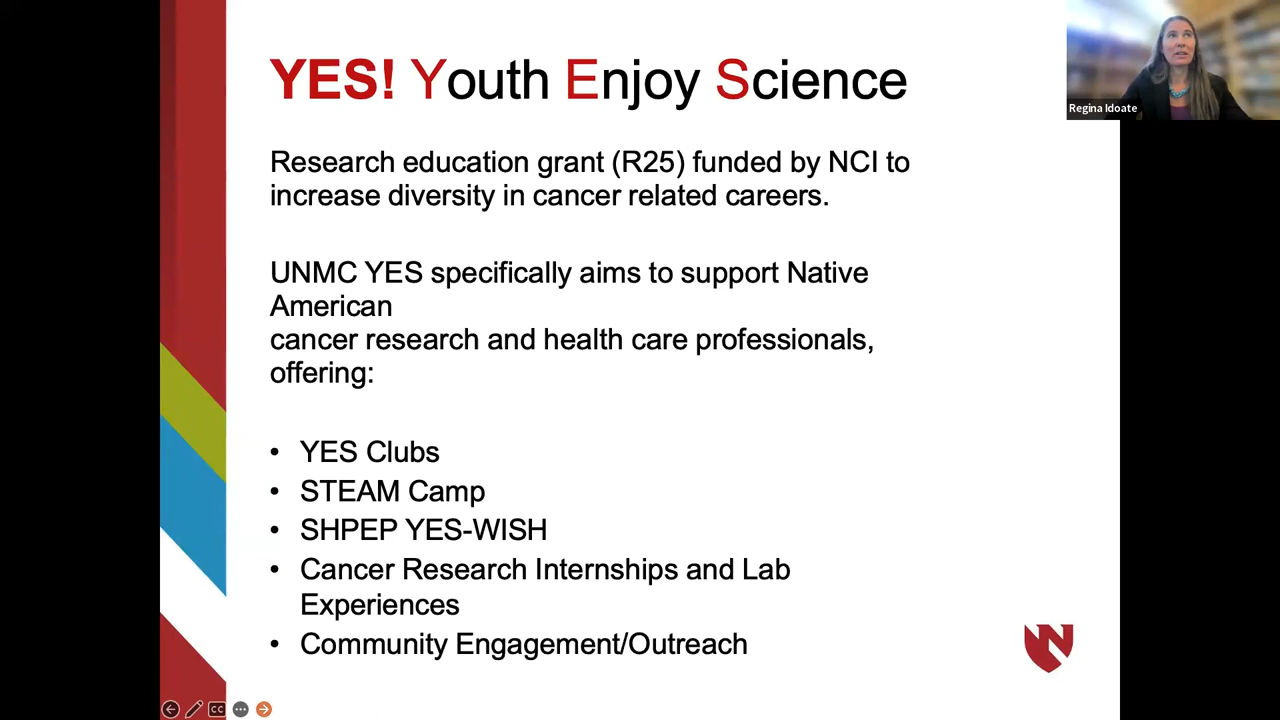 YES! Youth Enjoy Science
Regina Idoate
Research education grant (R25) funded by NCI to
increase diversity in cancer related careers.
UNMC YES specifically aims to support Native
American
cancer research and health care professionals,
offering:
• YES Clubs
• STEAM Camp
• SHPEP YES-WISH
• Cancer Research Internships and Lab
Experiences
• Community Engagement/Outreach
N
CC